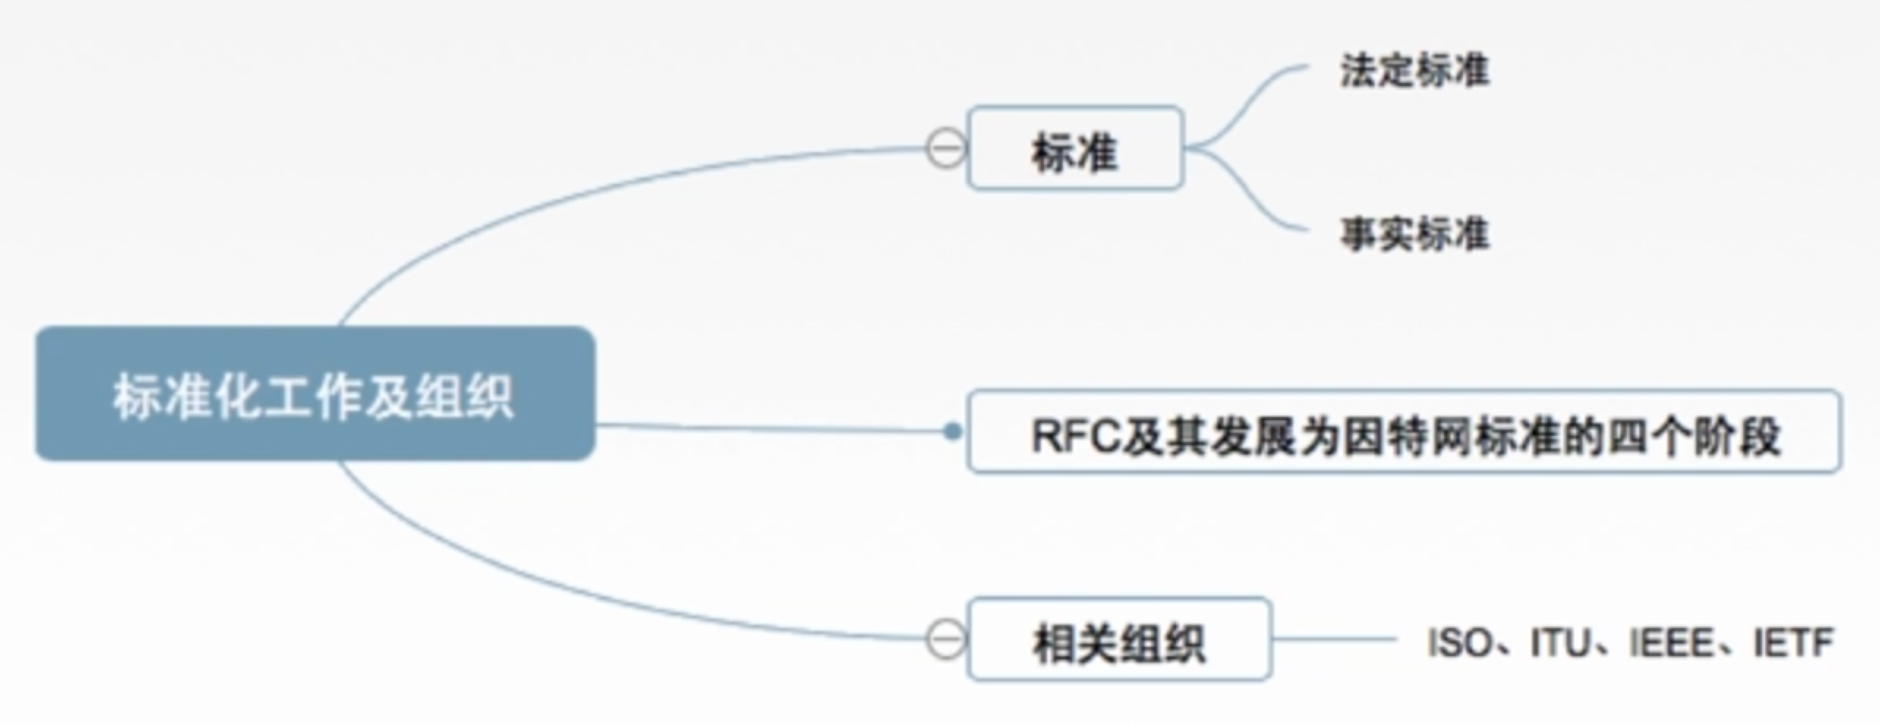 法定标准
标准
事实标准
标准化工作及组织
RFC及其发展为因特网标准的四个阶段
相关组织
ISO、ITU、IEEE、IETF